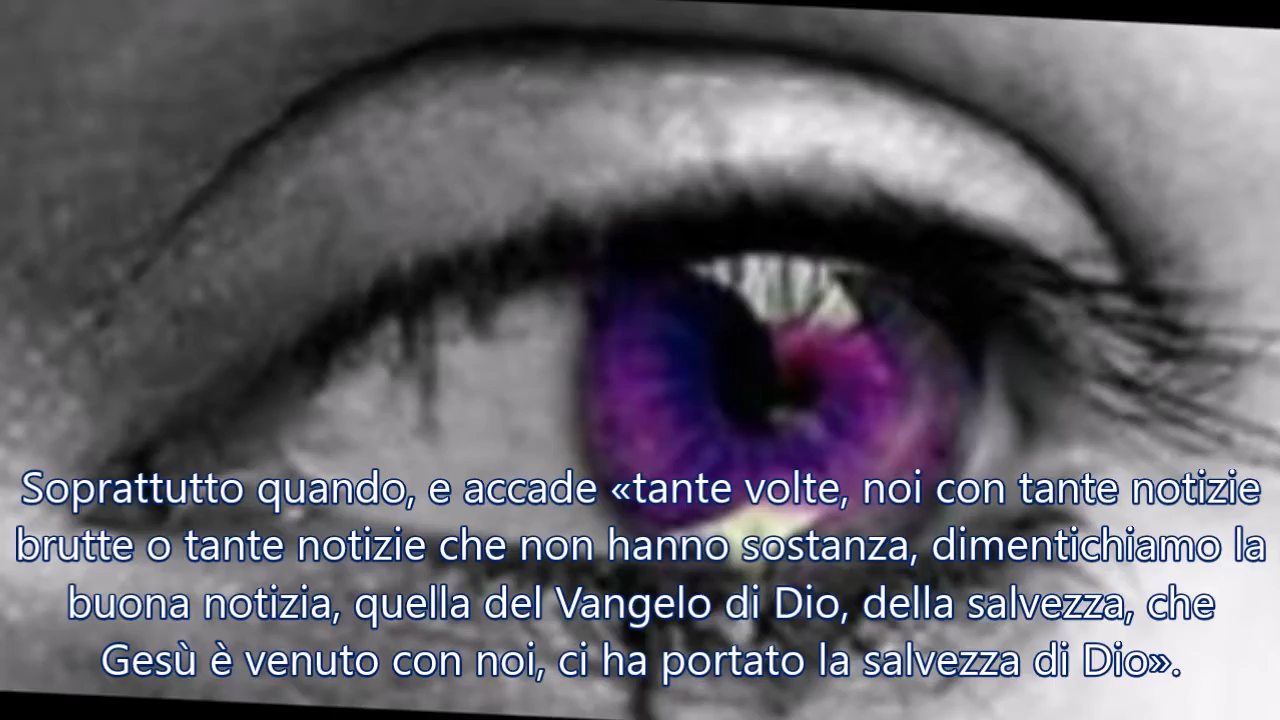 Soprattutto quando, e accade «tante volte, noi con tante notizie
brutte o tante notizie che non hanno sostanza, dimentichiamo la
buona notizia, quella del Vangelo di Dio, della salvezza, che
Gesù è venuto con noi, ci ha portato la salvezza di Dio».